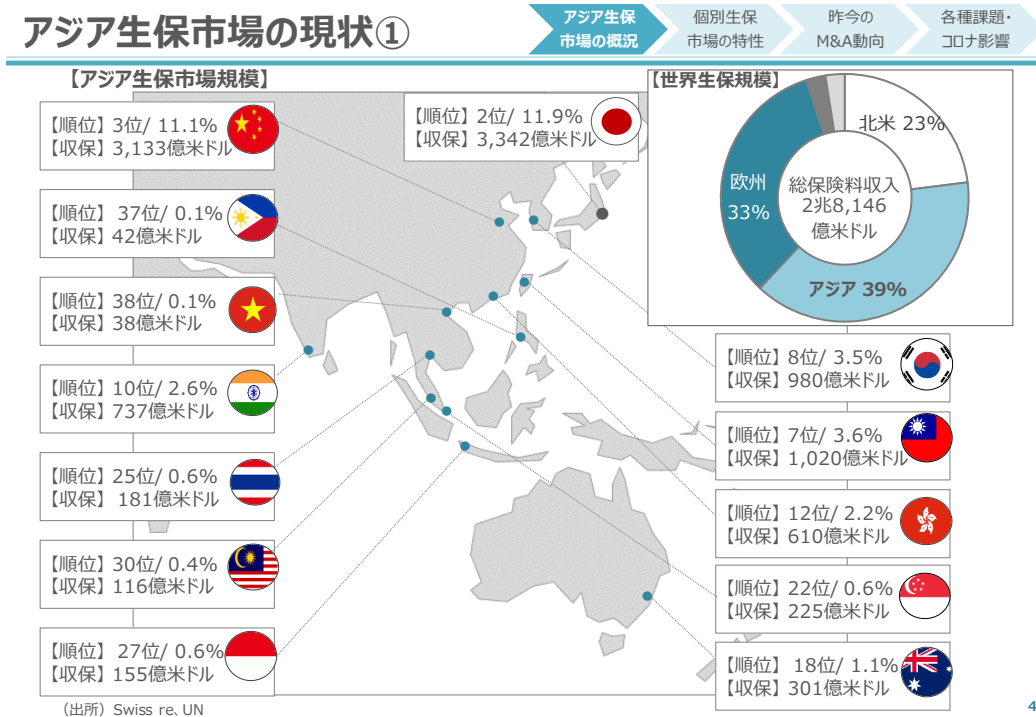 アジア生保市場の現状①
アジア生保
市場の概況
個別生保
市場の特性
昨今の
M&A動向
各種課題・
コロナ影響
【アジア生保市場規模】
【順位】3位/ 11.1%
【収保】3,133億米ドル
【順位】37位/ 0.1%
【収保】42億米ドル
【順位】38位/ 0.1%
【収保】38億米ドル
【順位】10位/ 2.6%
【収保】737億米ドル
【順位】25位/ 0.6%
【収保】 181億米ドル
【順位】30位/ 0.4%
【収保】116億米ドル
【順位】27位/ 0.6%
【収保】155億米ドル
【順位】2位/ 11.9%
【収保】3,342億米ドル
【世界生保規模】
北米 23%
欧州
33%
総保険料収入
2兆8,146
億米ドル
アジア 39%
【順位】8位/ 3.5%
【収保】980億米ドル
【順位】7位/ 3.6%
【収保】1,020億米ドル
【順位】12位/ 2.2%
【収保】610億米ドル
【順位】22位/ 0.6%
【収保】225億米ドル
【順位】18位/ 1.1%
【収保】301億米ドル
（出所）Swiss re、UN
4